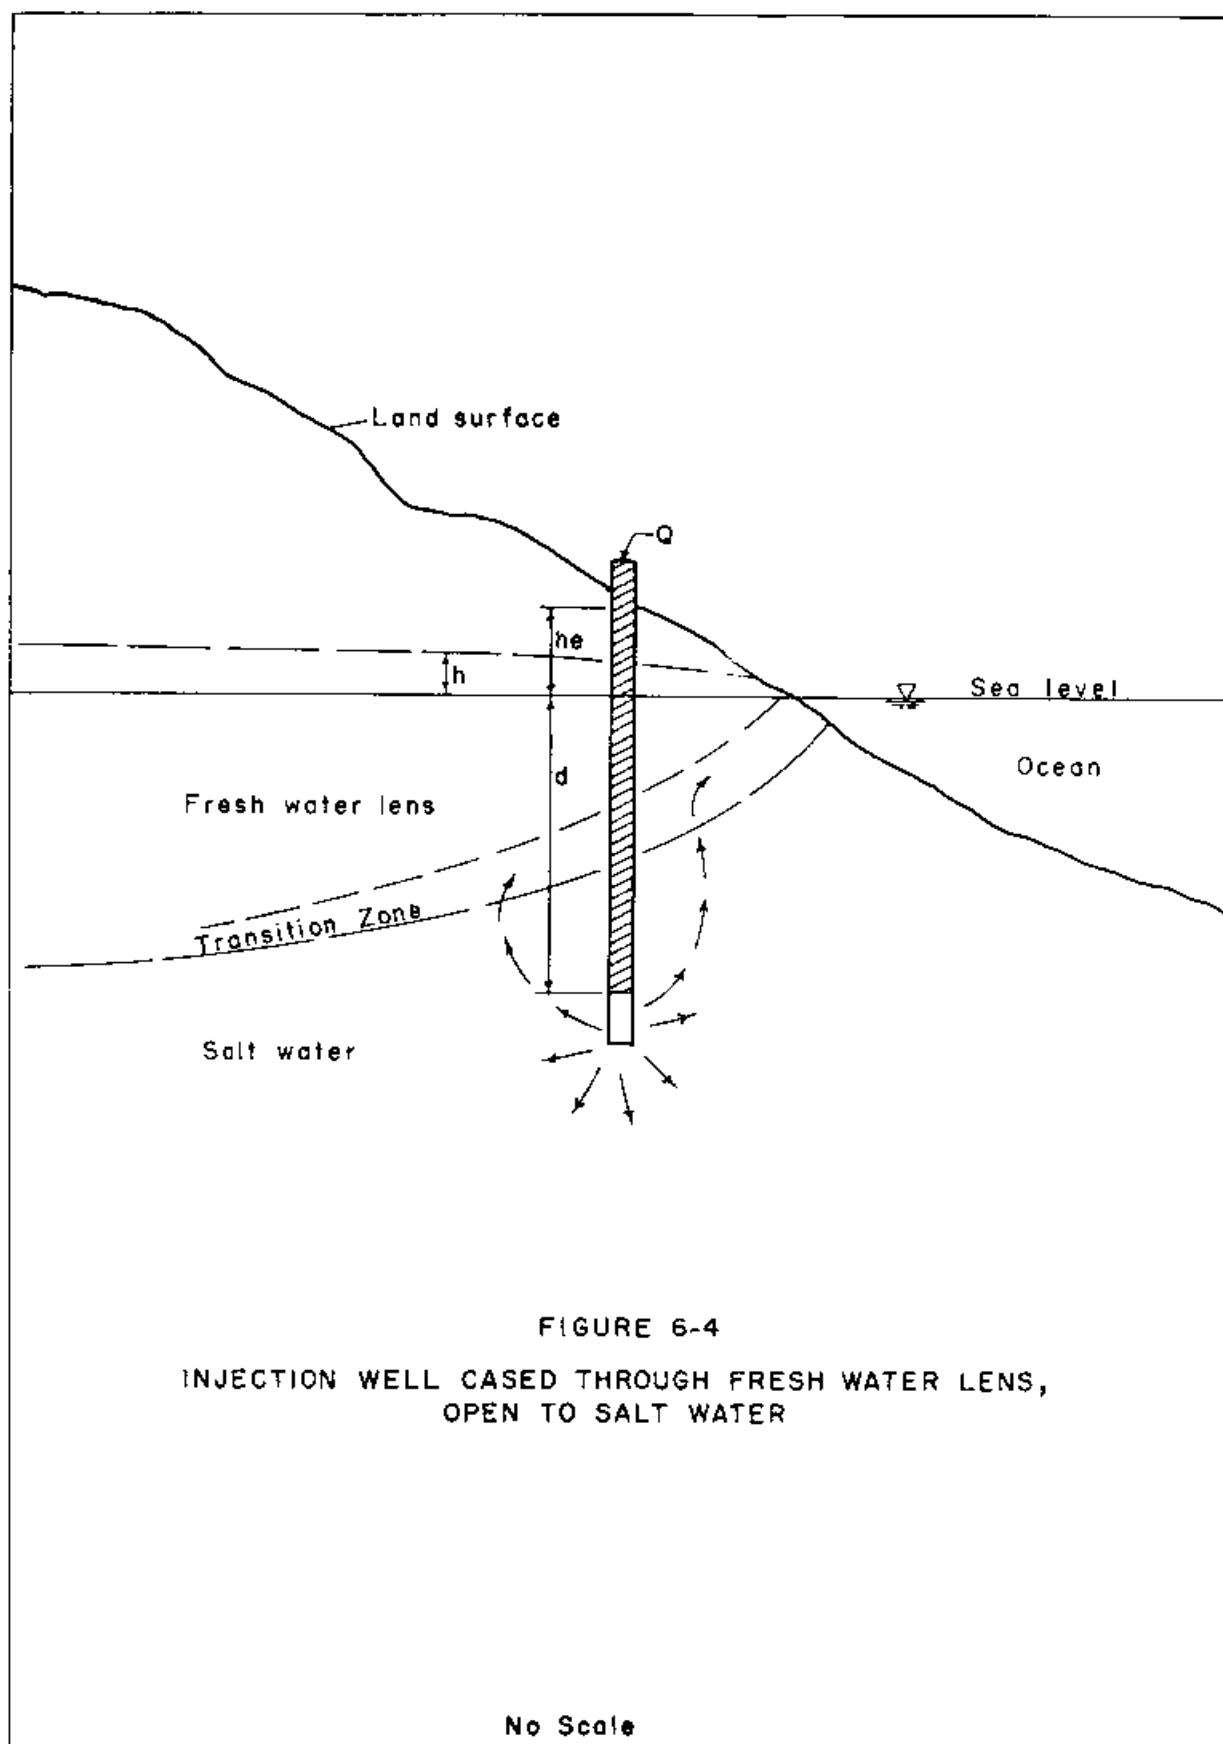 Land surface
Q
he
h
Sea level
d
Ocean
Fresh water lens
Transition Zone
Salt water
FIGURE 6-4
INJECTION WELL CASED THROUGH FRESH WATER LENS,
OPEN TO SALT WATER
No Scale